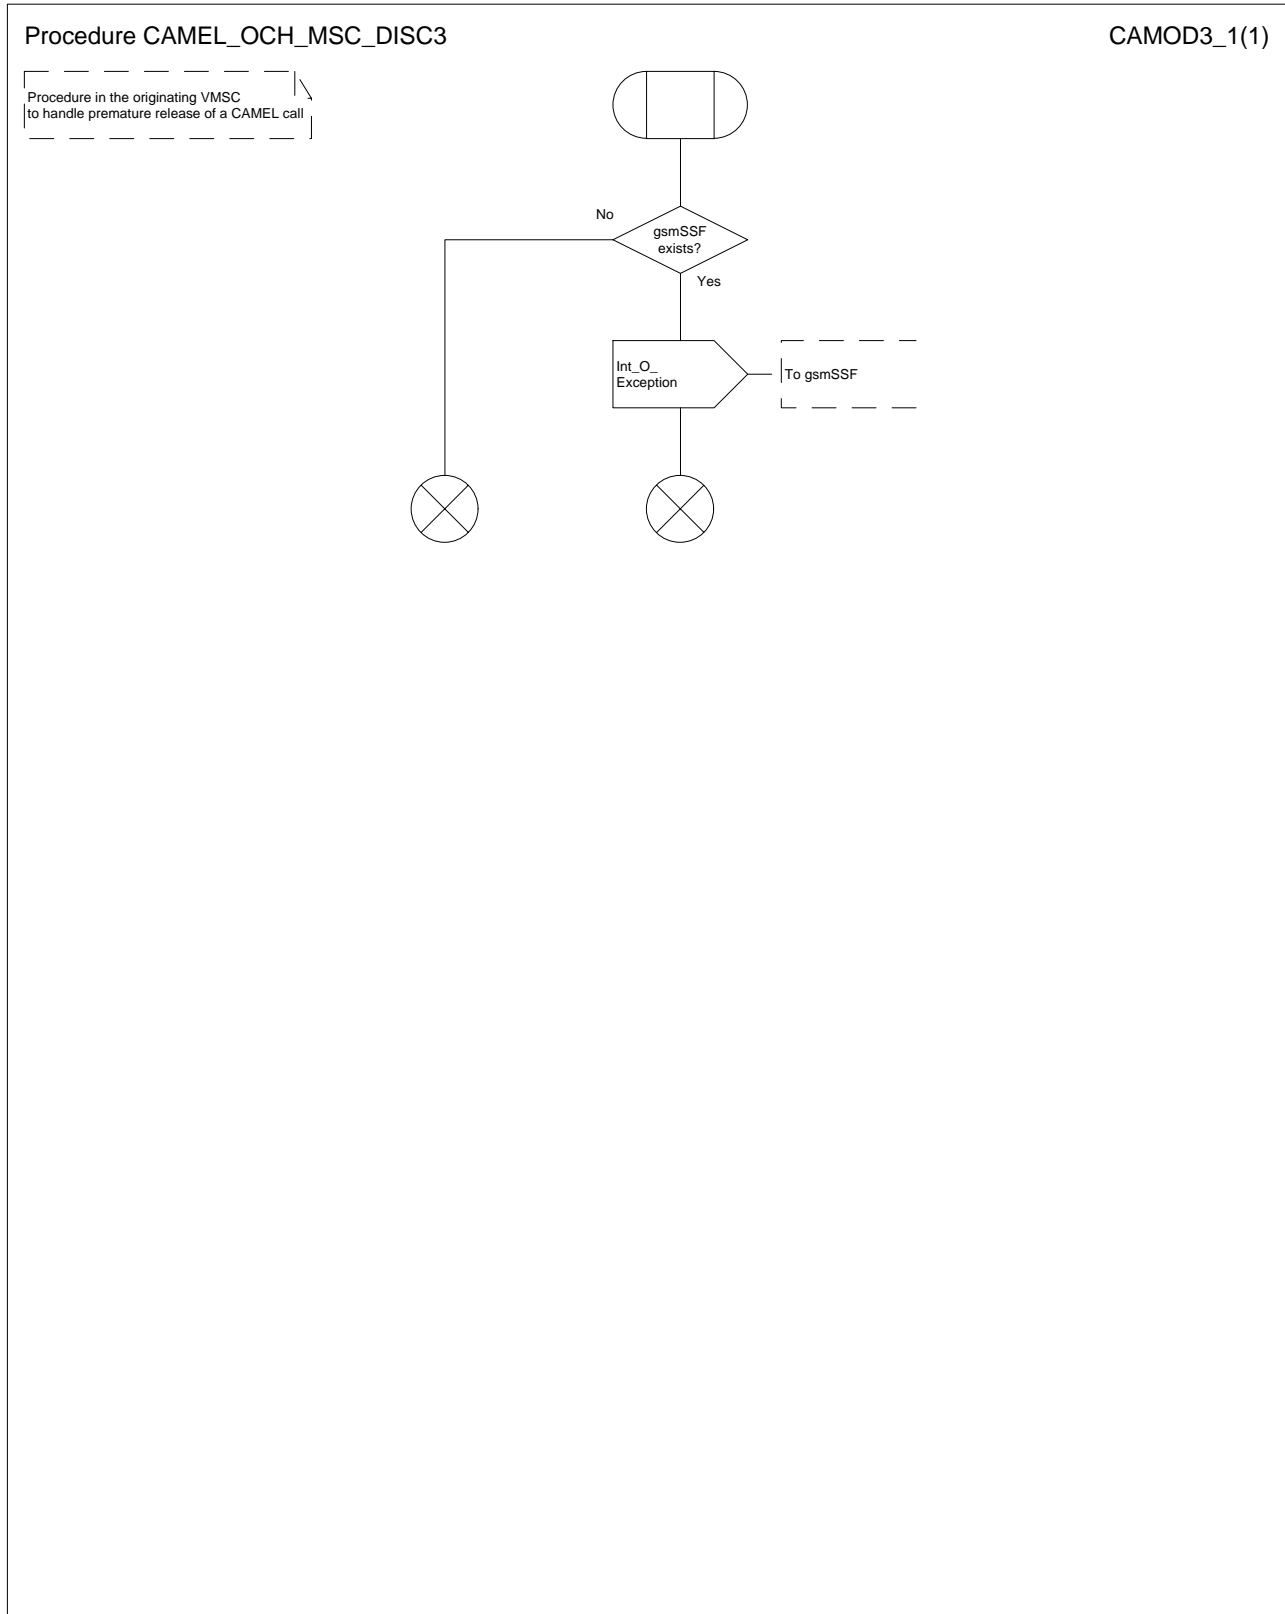 Procedure CAMEL_OCH_MSC_DISC3
CAMOD3_1(1)
Procedure in the originating VMSC
to handle premature release of a CAMEL call
No
gsmSSF
exists?
Yes
Int_O_
Exception
To gsmSSF